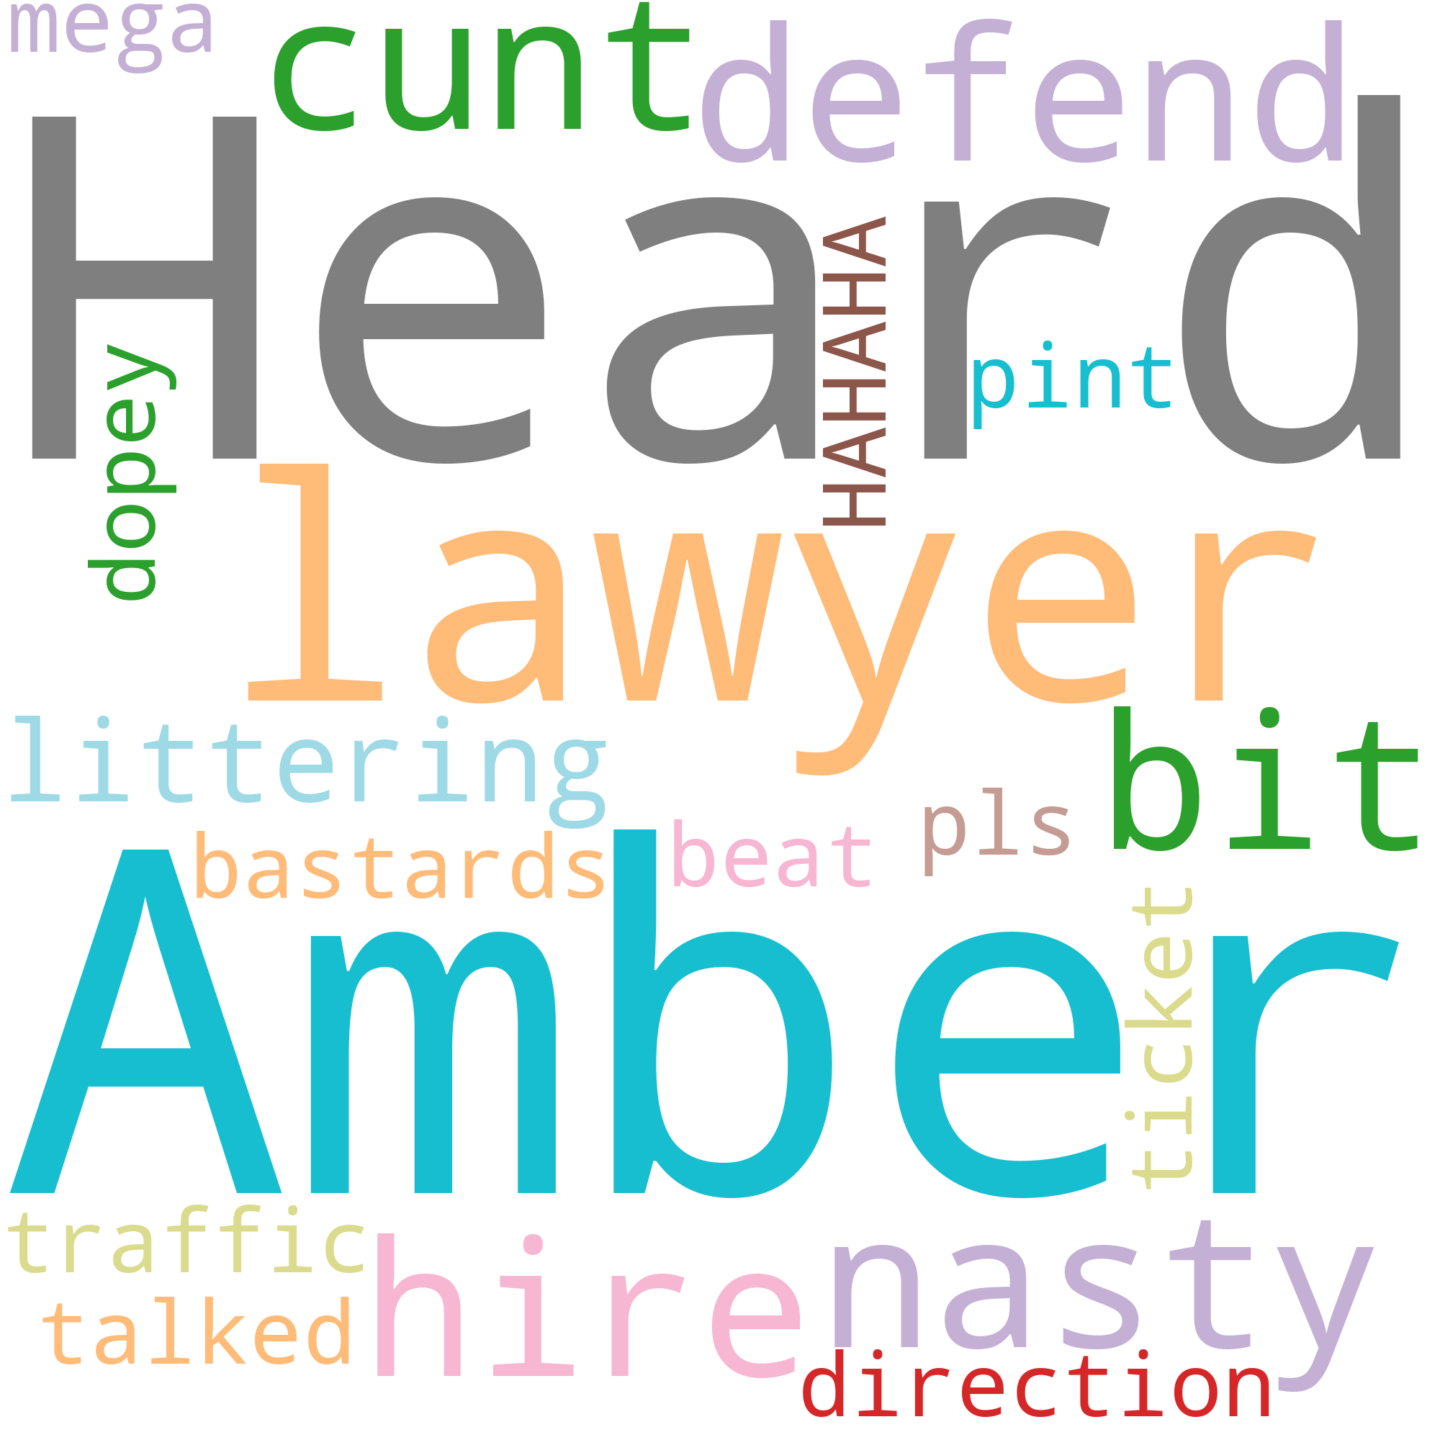 mega
cunt
defend
Heard
HAHAHAHA
pint
dopey
lawyer
littering
bit
bastards
beat
pls
Amber
ticket
traffic
hire
nasty
talked
direction